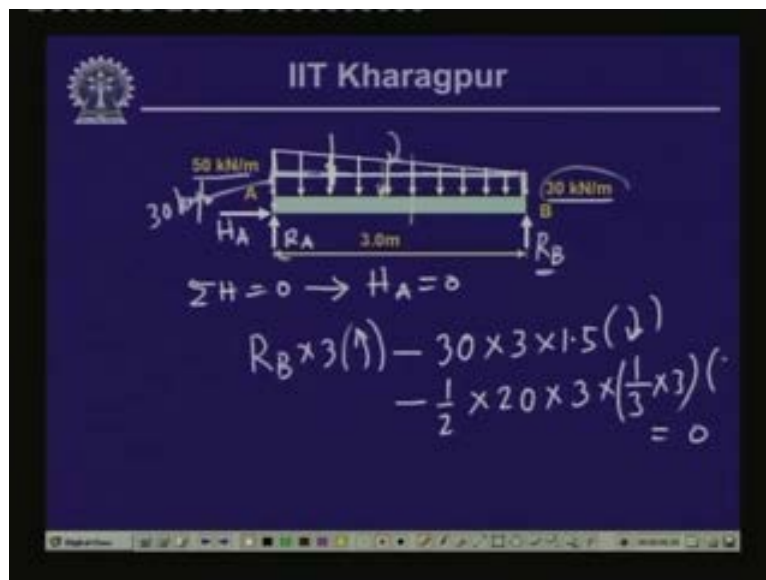 IIT Kharagpur
50 kN/m
30 kN/m
A
30 kN/m
B
H_A
R_A
3.0m
R_B
ΣH = 0 → H_A = 0
R_B × 3 (↑) − 30 × 3 × 1.5 (↓)
− 1/2 × 20 × 3 × (1/3 × 3) (
= 0